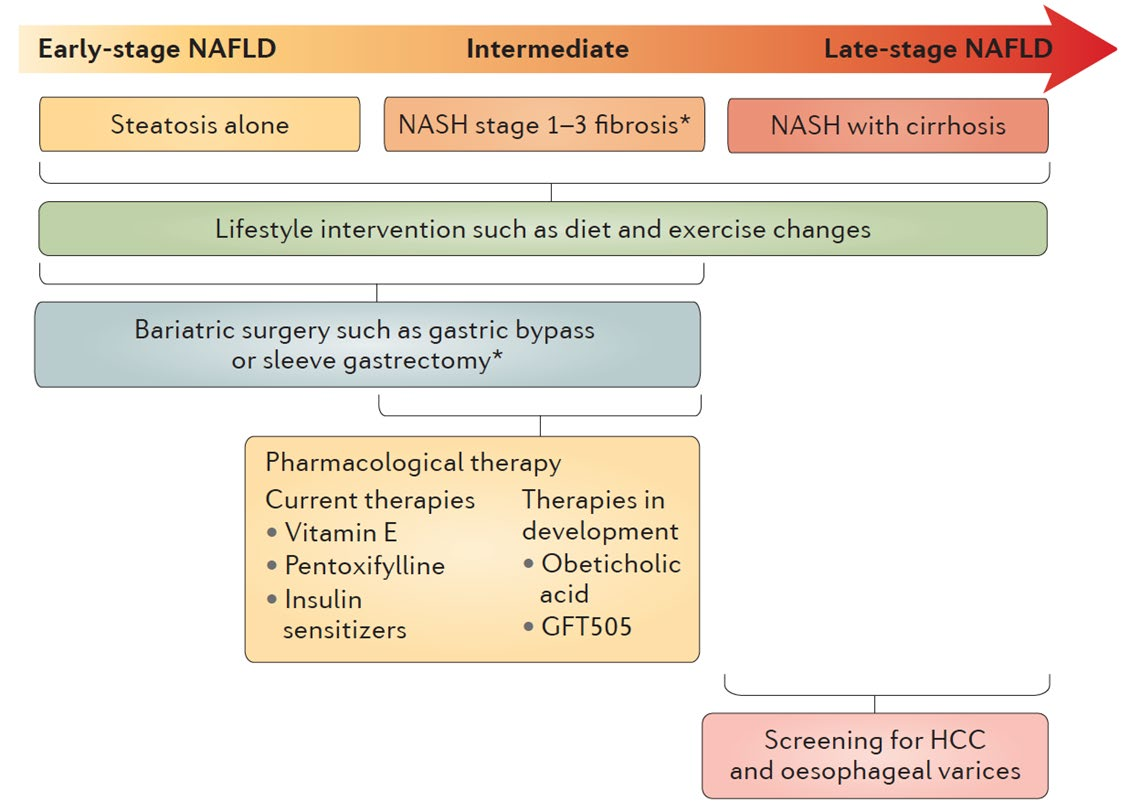 Early-stage NAFLD Intermediate Late-stage NAFLD
Steatosis alone
NASH stage 1–3 fibrosis*
NASH with cirrhosis
Lifestyle intervention such as diet and exercise changes
Bariatric surgery such as gastric bypass
or sleeve gastrectomy*
Pharmacological therapy
Current therapies
• Vitamin E
• Pentoxifylline
• Insulin
sensitizers
Therapies in
development
• Obeticholic
acid
• GFT505
Screening for HCC
and oesophageal varices